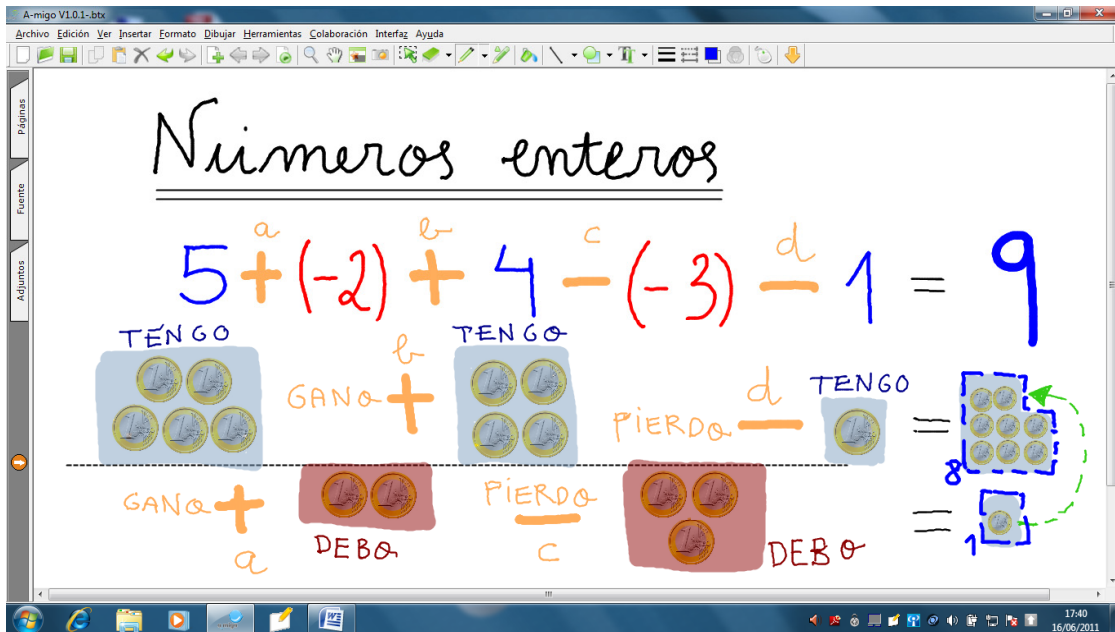 A-migo V1.0.1-.btx
Archivo Edición Ver Insertar Formato Dibujar Herramientas Colaboración Interfaz Ayuda
Páginas
Fuente
Adjuntos
Números enteros
a b c d
5 + (-2) + 4 - (-3) - 1 = 9
TENGO TENGO
b
GANO +
d
TENGO
PIERDO -
=
8
GANO +
a
DEBO
PIERDO -
c
DEBO
=
1
17:40
16/06/2011